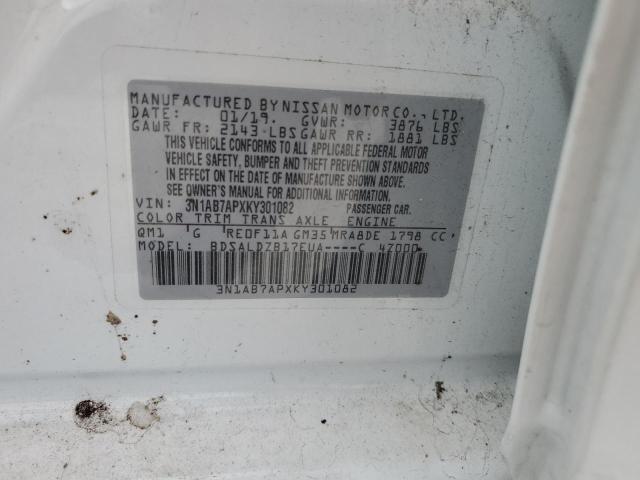 MANUFACTURED BY NISSAN MOTOR CO., LTD.
DATE: 01/19. GVWR: 3876 LBS
GAWR FR: 2143-LBS GAWR RR: 1881 LBS
THIS VEHICLE CONFORMS TO ALL APPLICABLE FEDERAL MOTOR
VEHICLE SAFETY, BUMPER AND THEFT PREVENTION STANDARDS
IN EFFECT ON THE DATE OF MANUFACTURE SHOWN ABOVE.
SEE OWNER'S MANUAL FOR ADDITIONAL INFORMATION.
VIN: 3N1AB7APXKY301082 PASSENGER CAR.
COLOR TRIM TRANS AXLE ENGINE
QM1 G RE0F11A GM35 MRA8DE 1798 CC
MODEL: BDSALDZB17EUA----C 4Z000
3N1AB7APXKY301082